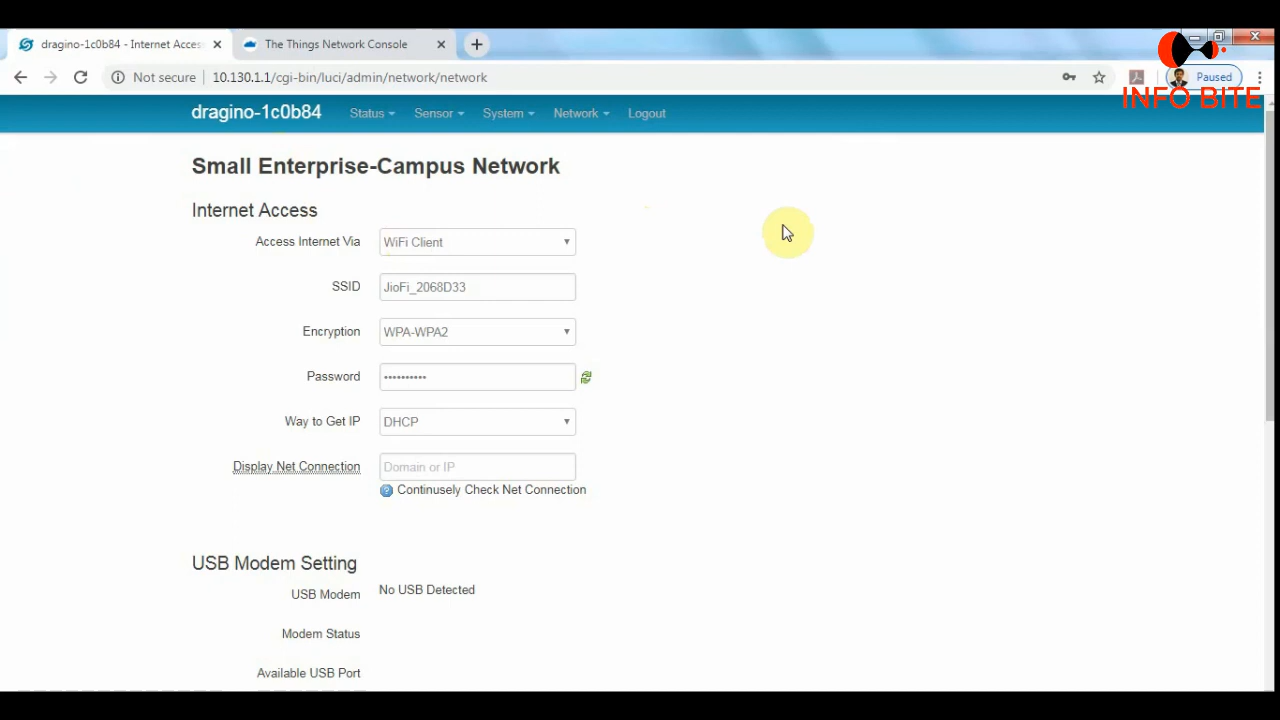 dragino-1c0b84 - Internet Acces
The Things Network Console
Not secure
10.130.1.1/cgi-bin/luci/admin/network/network
Paused
INFO BITE
dragino-1c0b84
Status
Sensor
System
Network
Logout
Small Enterprise-Campus Network
Internet Access
Access Internet Via
WiFi Client
SSID
JioFi_2068D33
Encryption
WPA-WPA2
Password
••••••••••
Way to Get IP
DHCP
Display Net Connection
Domain or IP
Continusely Check Net Connection
USB Modem Setting
USB Modem
No USB Detected
Modem Status
Available USB Port